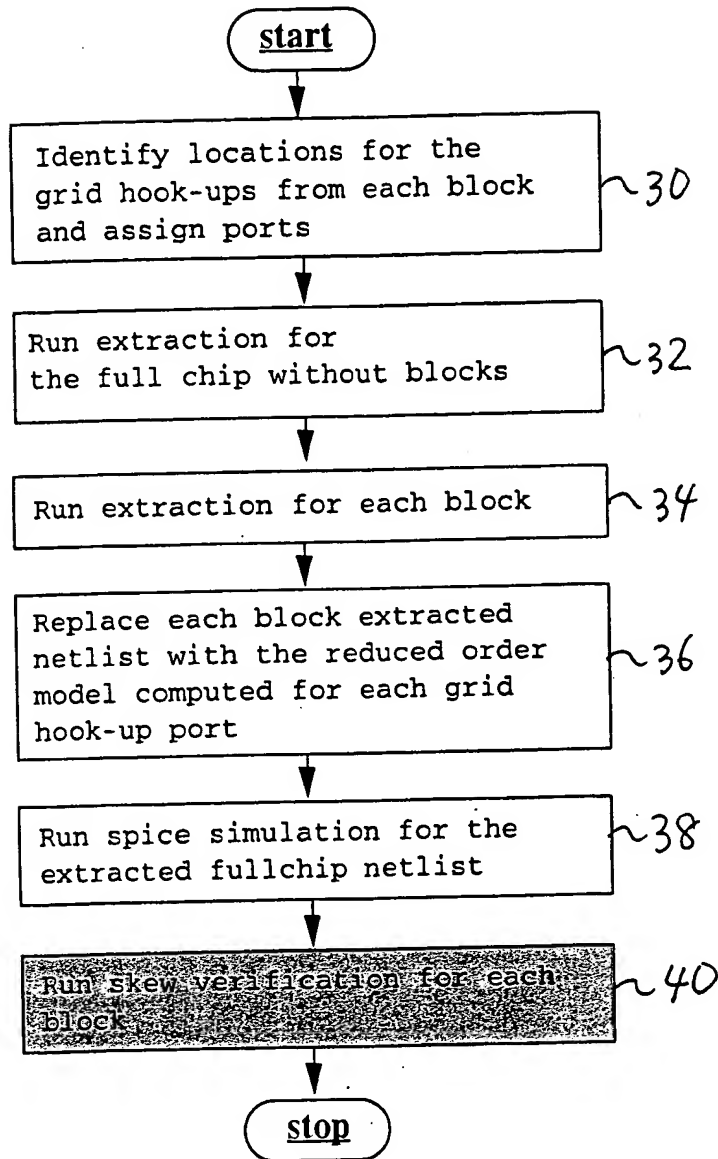 start
Identify locations for the
grid hook-ups from each block
and assign ports
30
Run extraction for
the full chip without blocks
32
Run extraction for each block
34
Replace each block extracted
netlist with the reduced order
model computed for each grid
hook-up port
36
Run spice simulation for the
extracted fullchip netlist
38
Run skew verification for each
block
40
stop